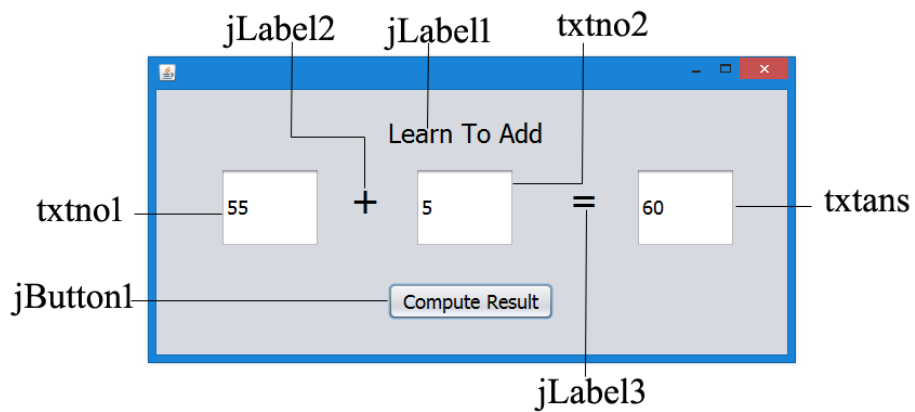 jLabel2
jLabel1
txtno2
Learn To Add
txtno1
55
+
5
=
60
txtans
jButton1
Compute Result
jLabel3